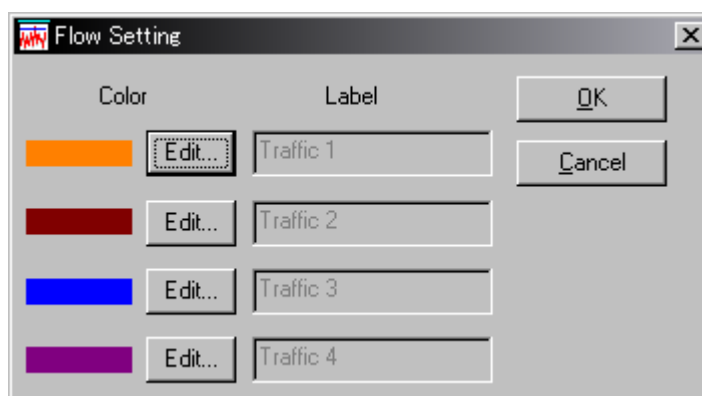 Flow Setting
Color Label OK
Edit... Traffic 1
Cancel
Edit... Traffic 2
Edit... Traffic 3
Edit... Traffic 4